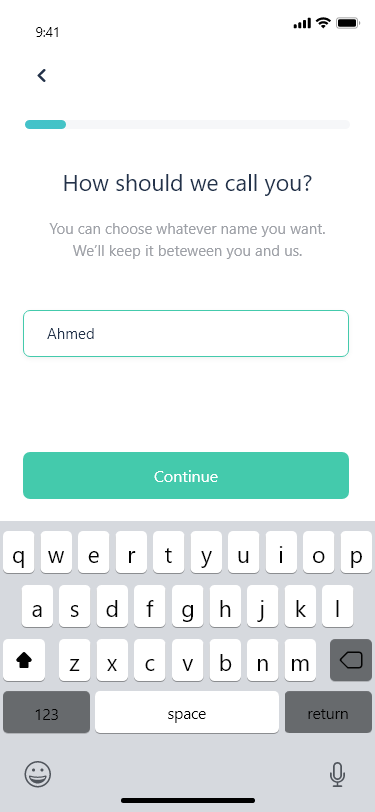 9:41
How should we call you?
You can choose whatever name you want.
We'll keep it beteween you and us.
Ahmed
Continue
q w e r t y u i o p
a s d f g h j k l
z x c v b n m
123 space return